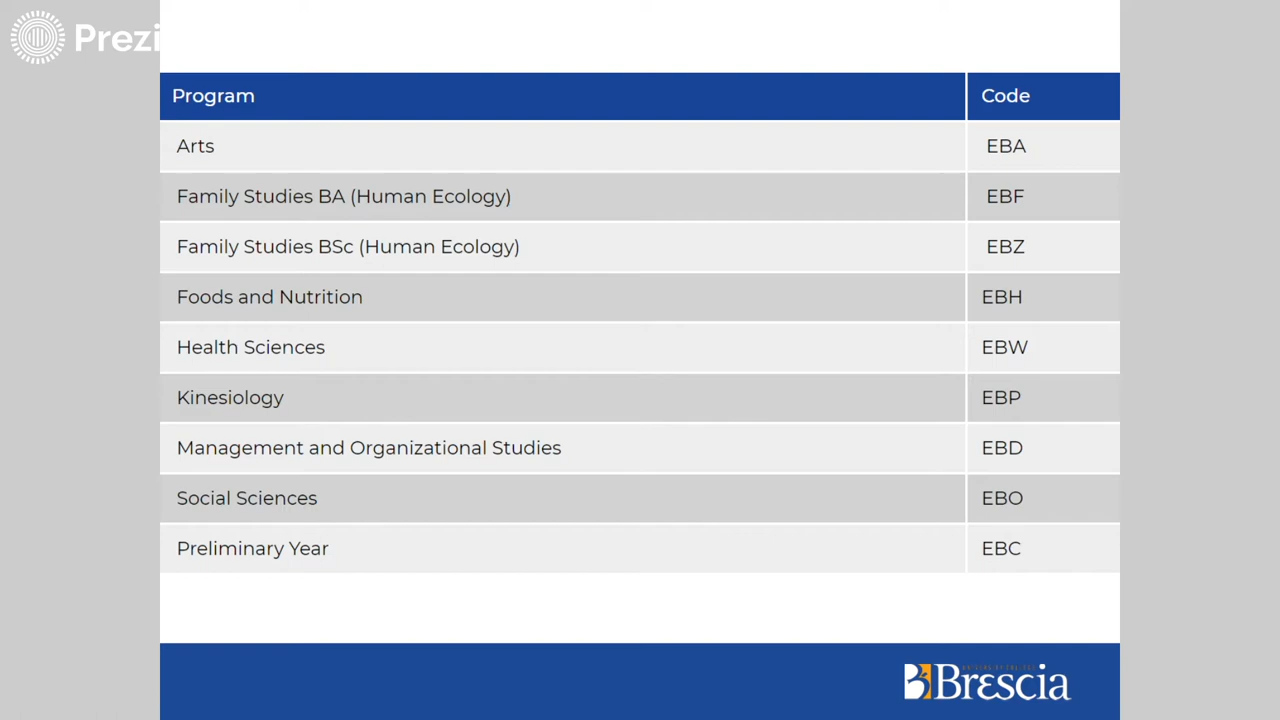 Prezi
Program Code
Arts EBA
Family Studies BA (Human Ecology) EBF
Family Studies BSc (Human Ecology) EBZ
Foods and Nutrition EBH
Health Sciences EBW
Kinesiology EBP
Management and Organizational Studies EBD
Social Sciences EBO
Preliminary Year EBC
UNIVERSITY COLLEGE
Brescia